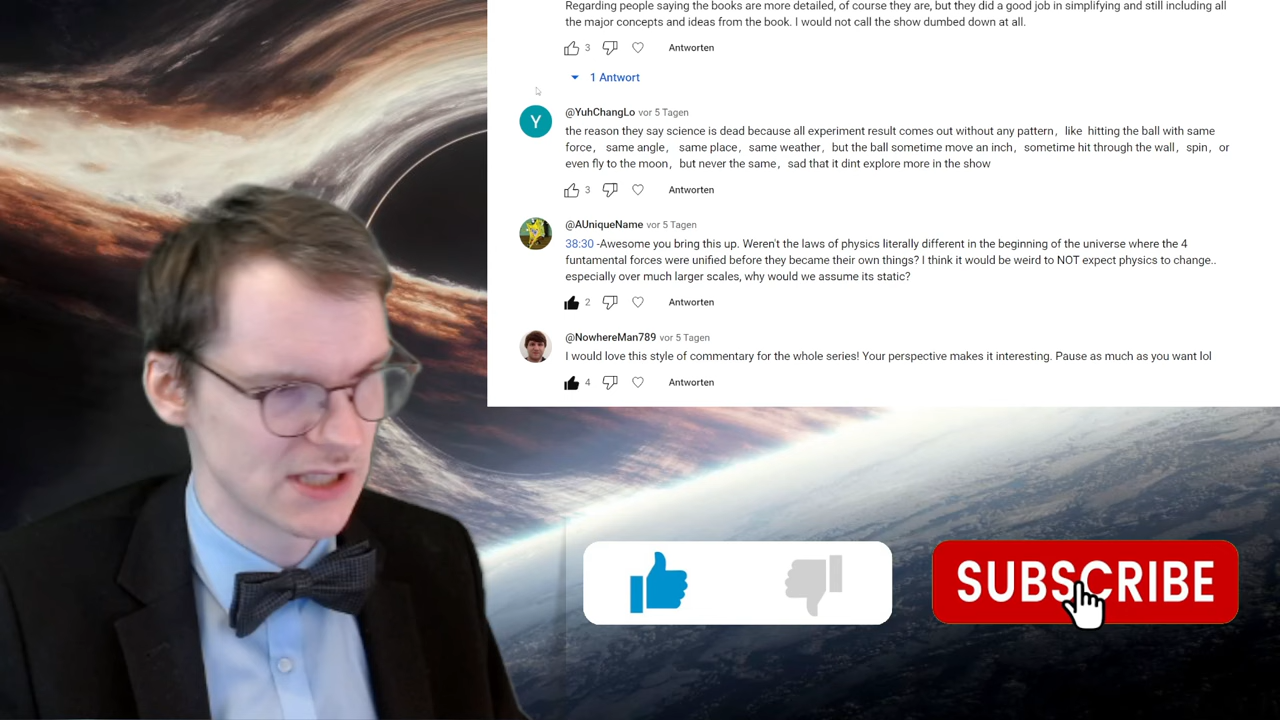 Regarding people saying the books are more detailed, of course they are, but they did a good job in simplifying and still including all
the major concepts and ideas from the book. I would not call the show dumbed down at all.
3 Antworten
1 Antwort
Y @YuhChangLo vor 5 Tagen
the reason they say science is dead because all experiment result comes out without any pattern，like hitting the ball with same
force， same angle， same place，same weather，but the ball sometime move an inch，sometime hit through the wall，spin，or
even fly to the moon，but never the same，sad that it dint explore more in the show
3 Antworten
@AUniqueName vor 5 Tagen
38:30 -Awesome you bring this up. Weren't the laws of physics literally different in the beginning of the universe where the 4
funtamental forces were unified before they became their own things? I think it would be weird to NOT expect physics to change..
especially over much larger scales, why would we assume its static?
2 Antworten
@NowhereMan789 vor 5 Tagen
I would love this style of commentary for the whole series! Your perspective makes it interesting. Pause as much as you want lol
4 Antworten
SUBSCRIBE